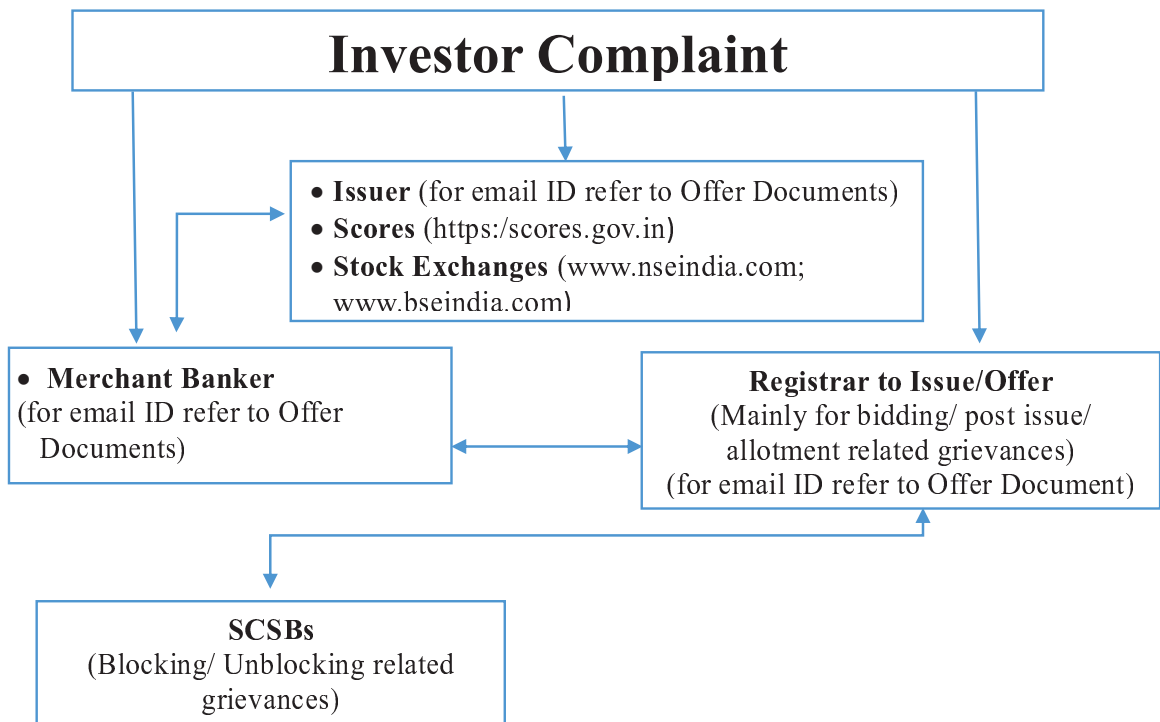 Investor Complaint
• Issuer (for email ID refer to Offer Documents)
• Scores (https:/scores.gov.in)
• Stock Exchanges (www.nseindia.com;
www.bseindia.com)
• Merchant Banker
(for email ID refer to Offer
Documents)
Registrar to Issue/Offer
(Mainly for bidding/ post issue/
allotment related grievances)
(for email ID refer to Offer Document)
SCSBs
(Blocking/ Unblocking related
grievances)